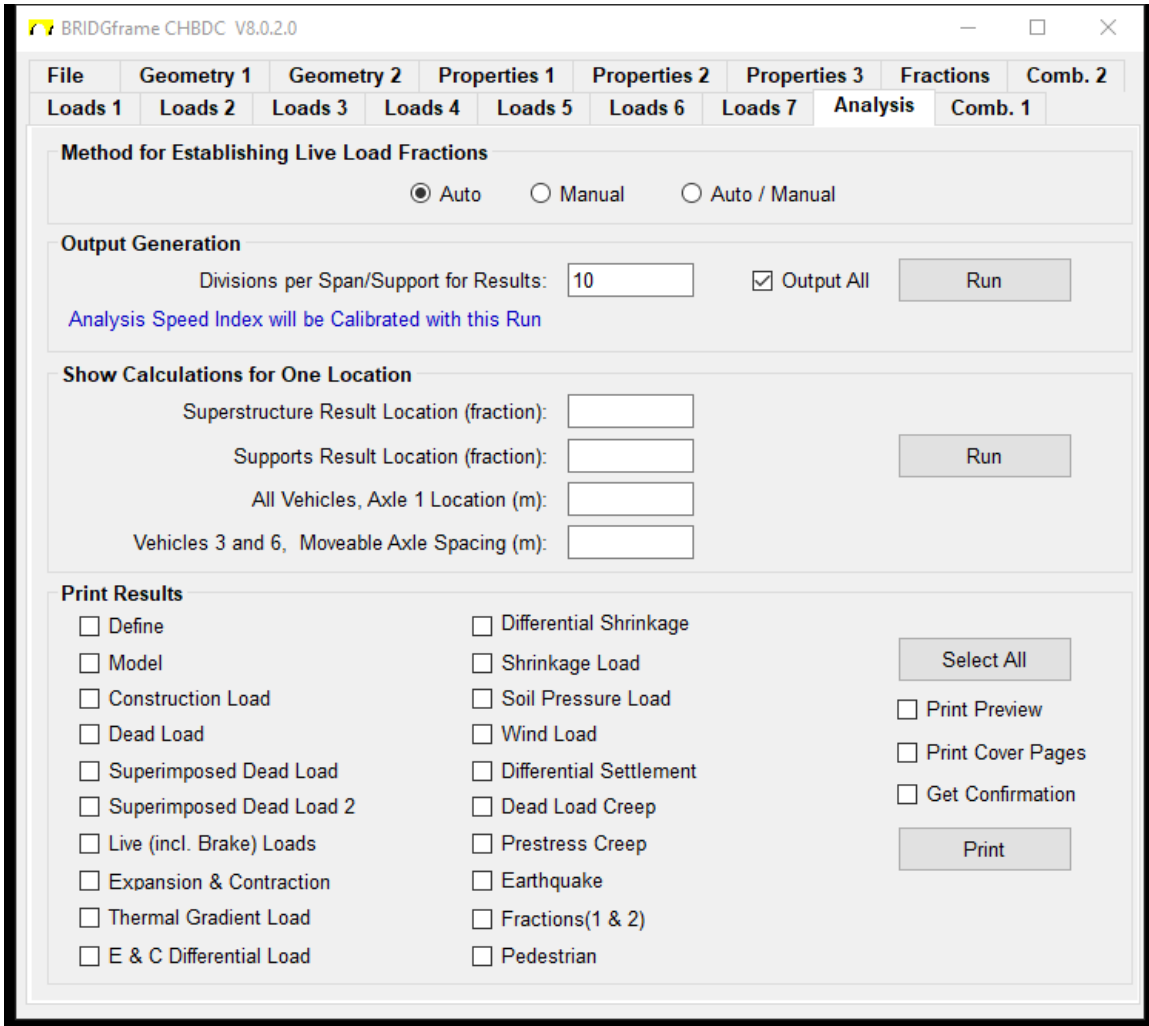 BRIDGframe CHBDC V8.0.2.0
File Geometry 1 Geometry 2 Properties 1 Properties 2 Properties 3 Fractions Comb. 2
Loads 1 Loads 2 Loads 3 Loads 4 Loads 5 Loads 6 Loads 7 Analysis Comb. 1
Method for Establishing Live Load Fractions
Auto Manual Auto / Manual
Output Generation
Divisions per Span/Support for Results: 10 Output All Run
Analysis Speed Index will be Calibrated with this Run
Show Calculations for One Location
Superstructure Result Location (fraction):
Supports Result Location (fraction): Run
All Vehicles, Axle 1 Location (m):
Vehicles 3 and 6, Moveable Axle Spacing (m):
Print Results
Define Differential Shrinkage
Model Shrinkage Load Select All
Construction Load Soil Pressure Load Print Preview
Dead Load Wind Load
Superimposed Dead Load Differential Settlement Print Cover Pages
Superimposed Dead Load 2 Dead Load Creep Get Confirmation
Live (incl. Brake) Loads Prestress Creep Print
Expansion & Contraction Earthquake
Thermal Gradient Load Fractions(1 & 2)
E & C Differential Load Pedestrian